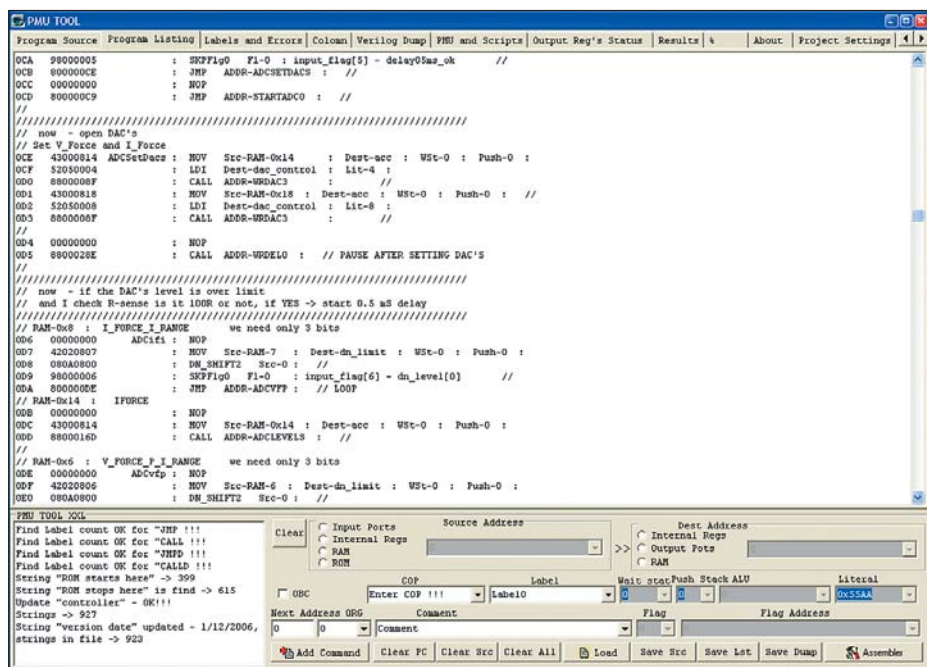 PMU TOOL
Program Source Program Listing Labels and Errors Colomn Verilog Dump PMU and Scripts Output Reg's Status Results % About Project Settings
0CA 98000005 : SKPFlg0 Fl-0 : input_flag[5] - delay05ms_ok //
0CB 800000CE : JMP ADDR-ADCSETDACS : //
0CC 00000000 : NOP
0CD 800000C9 : JMP ADDR-STARTADC0 : //
//
////////////////////////////////////////////////////////////////////////////
// now - open DAC's
// Set V_Force and I_Force
0CE 43000814 ADCSetDacs : MOV Src-RAM-0x14 : Dest-acc : WSt-0 : Push-0 :
0CF 52050004 : LDI Dest-dac_control : Lit-4 :
0D0 8800008F : CALL ADDR-WRDAC3 : //
0D1 43000818 : MOV Src-RAM-0x18 : Dest-acc : WSt-0 : Push-0 : //
0D2 52050008 : LDI Dest-dac_control : Lit-8 :
0D3 8800008F : CALL ADDR-WRDAC3 : //
//
0D4 00000000 : NOP
0D5 8800028E : CALL ADDR-WRDEL0 : // PAUSE AFTER SETTING DAC'S
//
////////////////////////////////////////////////////////////////////////////
// now - if the DAC's level is over limit
// and I check R-sense is it 100R or not, if YES -> start 0.5 mS delay
////////////////////////////////////////////////////////////////////////////
// RAM-0x8 : I_FORCE_I_RANGE we need only 3 bits
0D6 00000000 ADCifi : NOP
0D7 42020807 : MOV Src-RAM-7 : Dest-dn_limit : WSt-0 : Push-0 :
0D8 080A0800 : DN_SHIFT2 Src-0 : //
0D9 98000006 : SKPFlg0 Fl-0 : input_flag[6] - dn_level[0] //
0DA 800000DE : JMP ADDR-ADCVFP : // LOOP
// RAM-0x14 : IFORCE
0DB 00000000 : NOP
0DC 43000814 : MOV Src-RAM-0x14 : Dest-acc : WSt-0 : Push-0 :
0DD 8800016D : CALL ADDR-ADCLEVELS : //
//
// RAM-0x6 : V_FORCE_P_I_RANGE we need only 3 bits
0DE 00000000 ADCvfp : NOP
0DF 42020806 : MOV Src-RAM-6 : Dest-dn_limit : WSt-0 : Push-0 :
0E0 080A0800 : DN_SHIFT2 Src-0 : //
PMU TOOL XXL
Find Label count OK for "JMP !!!
Find Label count OK for "CALL !!!
Find Label count OK for "JMPD !!!
Find Label count OK for "CALLD !!!
String "ROM starts here" -> 399
String "ROM stops here" is find -> 615
Update "controller" - OK!!!
Strings -> 927
String "version date" updated - 1/12/2006,
strings in file -> 923
Clear
Input Ports
Internal Regs
RAM
ROM
Source Address
>>
Dest Address
Internal Regs
Output Pots
RAM
OBC
COP
Enter COP !!!
Label
Label0
Wait stat
0
Push Stack
0
ALU
Literal
0x55AA
Next Address ORG
0
0
Comment
Comment
Flag
Flag Address
Add Command Clear PC Clear Src Clear All Load Save Src Save Lst Save Dump Assembler